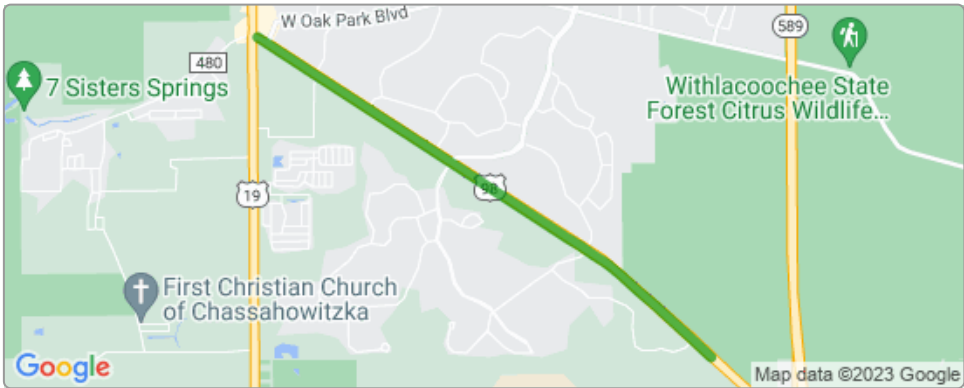 W Oak Park Blvd
589
480
7 Sisters Springs
Withlacoochee State
Forest Citrus Wildlife...
19
98
First Christian Church
of Chassahowitzka
Google
Map data ©2023 Google